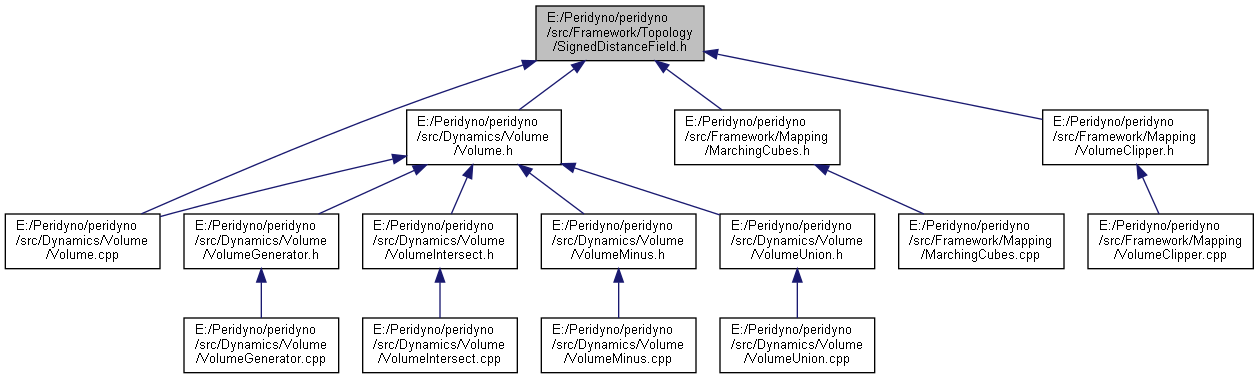 E:/Peridyno/peridyno
/src/Framework/Topology
/SignedDistanceField.h
E:/Peridyno/peridyno
/src/Dynamics/Volume
/Volume.h
E:/Peridyno/peridyno
/src/Framework/Mapping
/MarchingCubes.h
E:/Peridyno/peridyno
/src/Framework/Mapping
/VolumeClipper.h
E:/Peridyno/peridyno
/src/Dynamics/Volume
/Volume.cpp
E:/Peridyno/peridyno
/src/Dynamics/Volume
/VolumeGenerator.h
E:/Peridyno/peridyno
/src/Dynamics/Volume
/VolumeIntersect.h
E:/Peridyno/peridyno
/src/Dynamics/Volume
/VolumeMinus.h
E:/Peridyno/peridyno
/src/Dynamics/Volume
/VolumeUnion.h
E:/Peridyno/peridyno
/src/Framework/Mapping
/MarchingCubes.cpp
E:/Peridyno/peridyno
/src/Framework/Mapping
/VolumeClipper.cpp
E:/Peridyno/peridyno
/src/Dynamics/Volume
/VolumeGenerator.cpp
E:/Peridyno/peridyno
/src/Dynamics/Volume
/VolumeIntersect.cpp
E:/Peridyno/peridyno
/src/Dynamics/Volume
/VolumeMinus.cpp
E:/Peridyno/peridyno
/src/Dynamics/Volume
/VolumeUnion.cpp